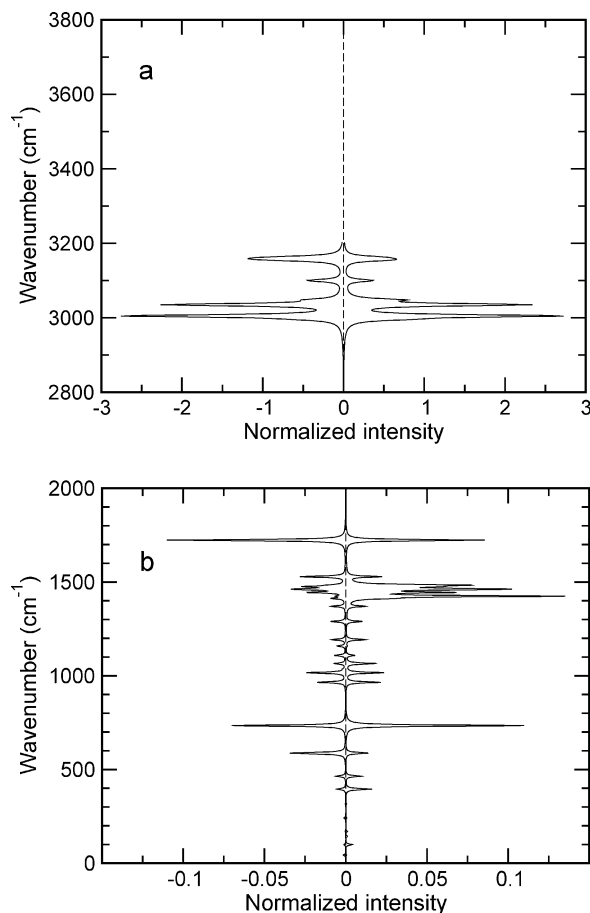 3800
a
3600
3400
3200
3000
2800
Wavenumber (cm-1)
-3 -2 -1 0 1 2 3
Normalized intensity
2000
b
1500
1000
500
0
Wavenumber (cm-1)
-0.1 -0.05 0 0.05 0.1
Normalized intensity